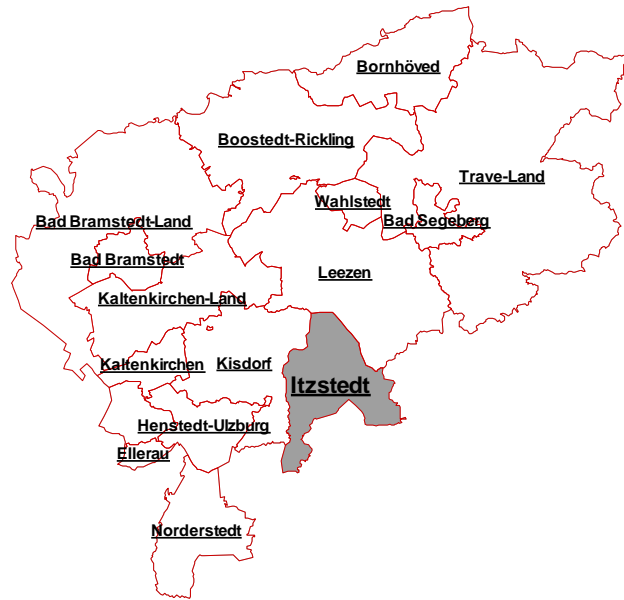 Bornhöved
Boostedt-Rickling
Trave-Land
Wahlstedt
Bad Segeberg
Bad Bramstedt-Land
Bad Bramstedt
Leezen
Kaltenkirchen-Land
Kaltenkirchen
Kisdorf
Itzstedt
Henstedt-Ulzburg
Ellerau
Norderstedt